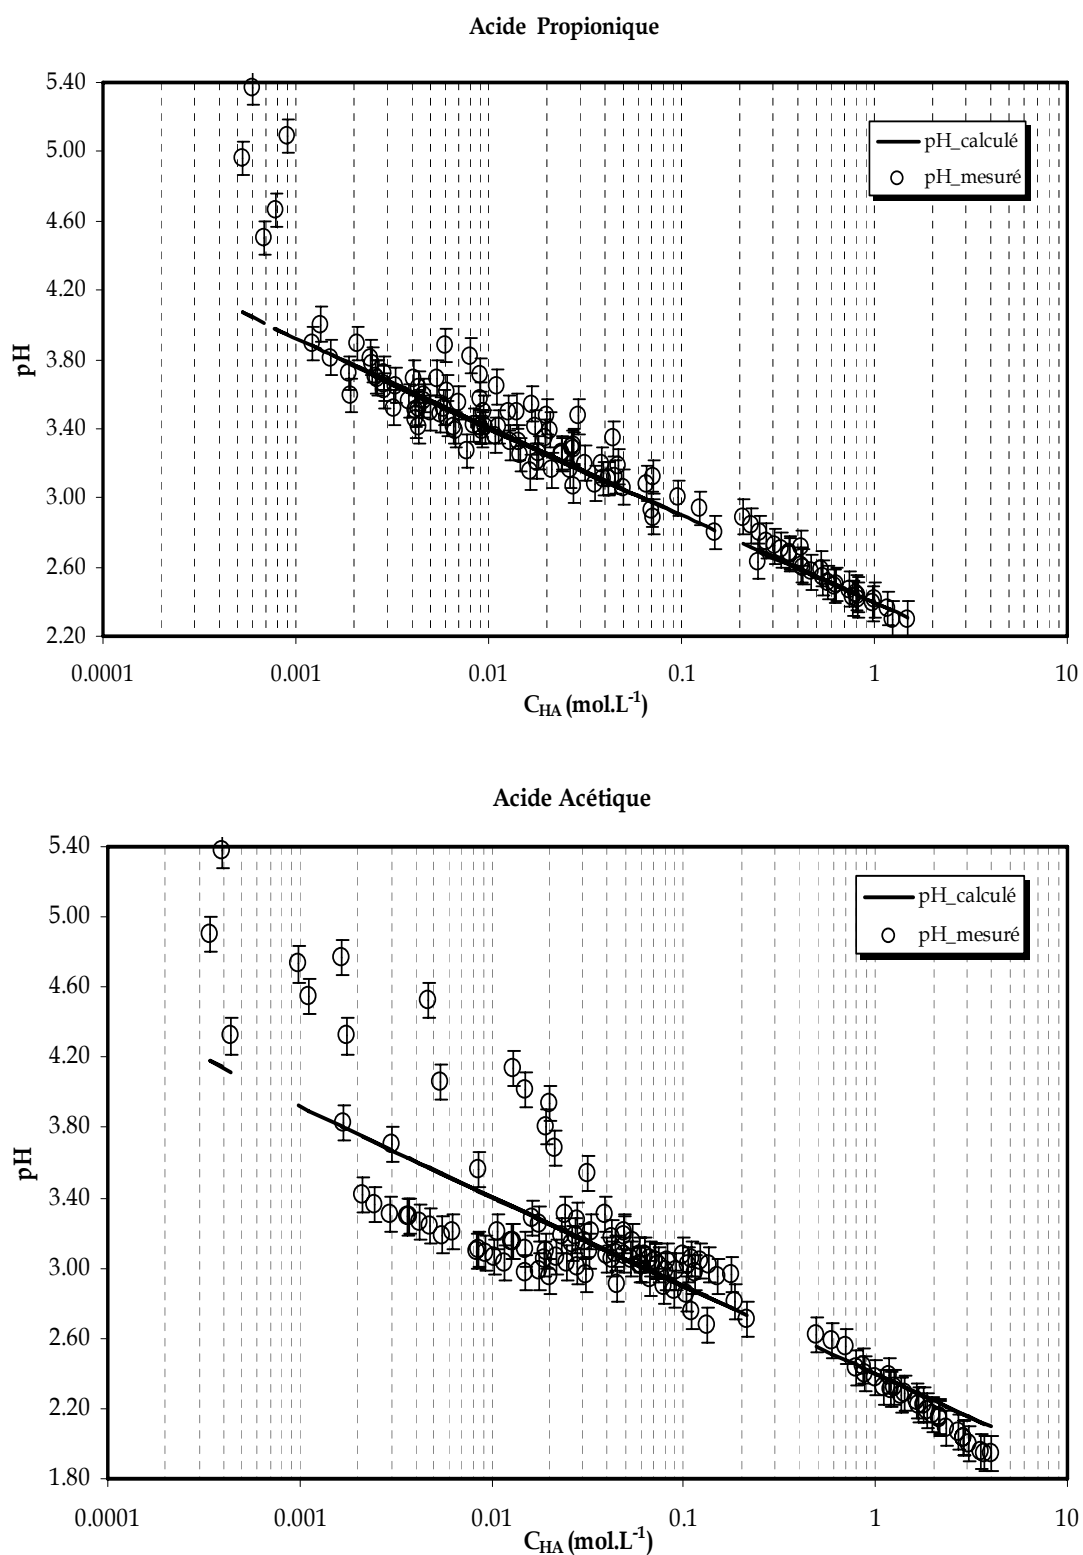 Acide Propionique
5.40
5.00
4.60
4.20
3.80
3.40
3.00
2.60
2.20
pH
pH_calculé
pH_mesuré
0.0001 0.001 0.01 0.1 1 10
C_HA (mol.L⁻¹)
Acide Acétique
5.40
5.00
4.60
4.20
3.80
3.40
3.00
2.60
2.20
1.80
pH
pH_calculé
pH_mesuré
0.0001 0.001 0.01 0.1 1 10
C_HA (mol.L⁻¹)